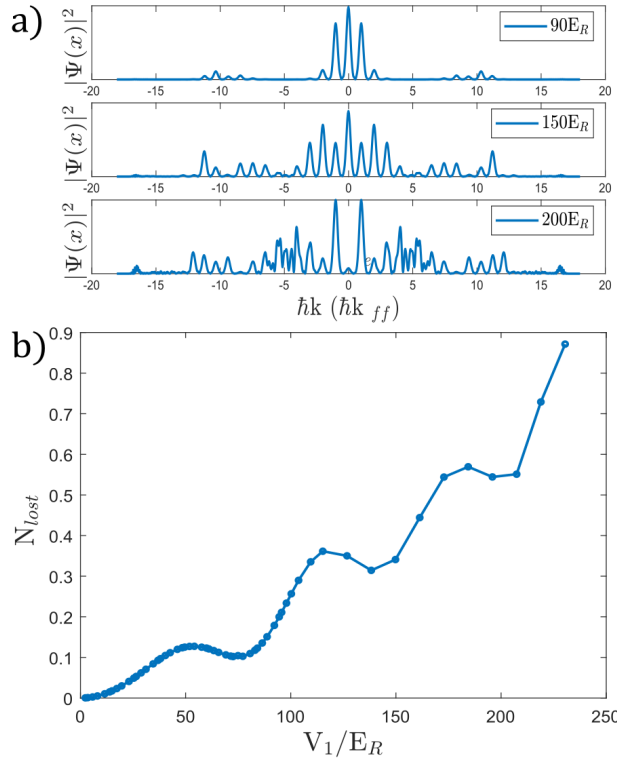 a)
|Ψ(x)|²
90E_R
-20 -15 -10 -5 0 5 10 15 20
|Ψ(x)|²
150E_R
-20 -15 -10 -5 0 5 10 15 20
|Ψ(x)|²
200E_R
-20 -15 -10 -5 0 5 10 15 20
ħk (ħk_ff)
b)
0.9
0.8
0.7
0.6
0.5
0.4
0.3
0.2
0.1
0
N_lost
0 50 100 150 200 250
V_1/E_R